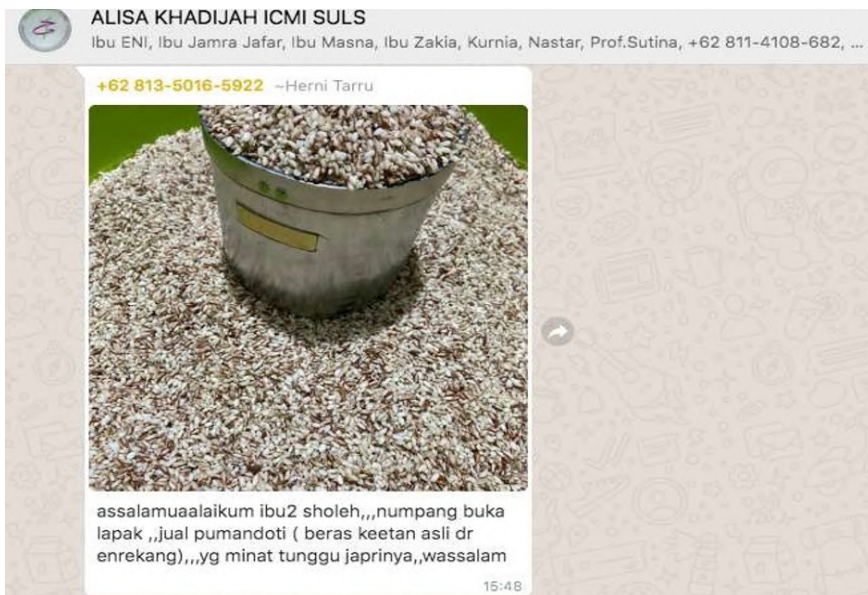 ALISA KHADIJAH ICMI SULS
Ibu ENI, Ibu Jamra Jafar, Ibu Masna, Ibu Zakia, Kurnia, Nastar, Prof.Sutina, +62 811-4108-682, ...
+62 813-5016-5922 ~Herni Tarru
assalamuaalaikum ibu2 sholeh,,,numpang buka
lapak ,,jual pumandoti ( beras keetan asli dr
enrekang),,,yg minat tunggu japrinya,,wassalam
15:48